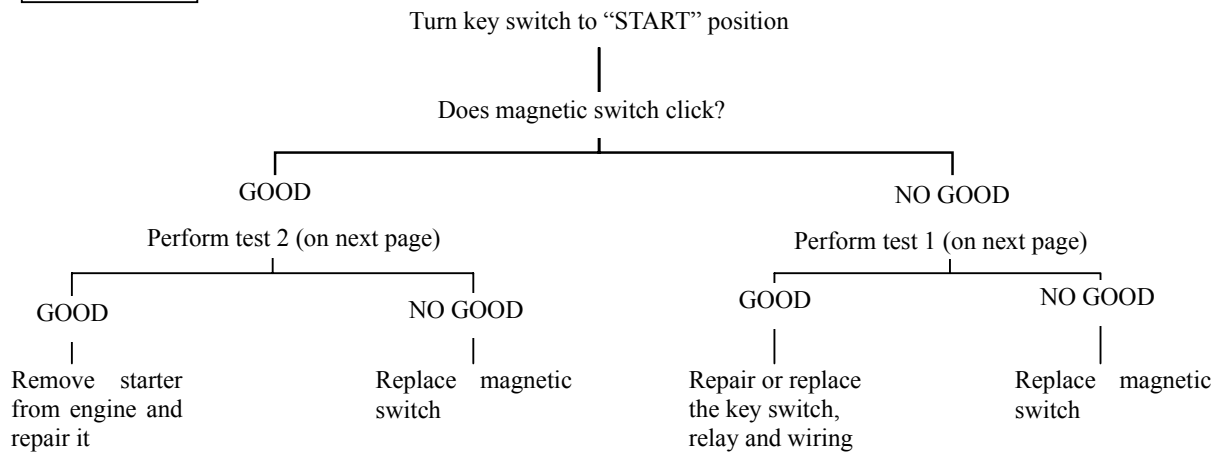 Turn key switch to “START” position
Does magnetic switch click?
GOOD
NO GOOD
Perform test 2 (on next page)
Perform test 1 (on next page)
GOOD
NO GOOD
GOOD
NO GOOD
Remove starter
from engine and
repair it
Replace magnetic
switch
Repair or replace
the key switch,
relay and wiring
Replace magnetic
switch